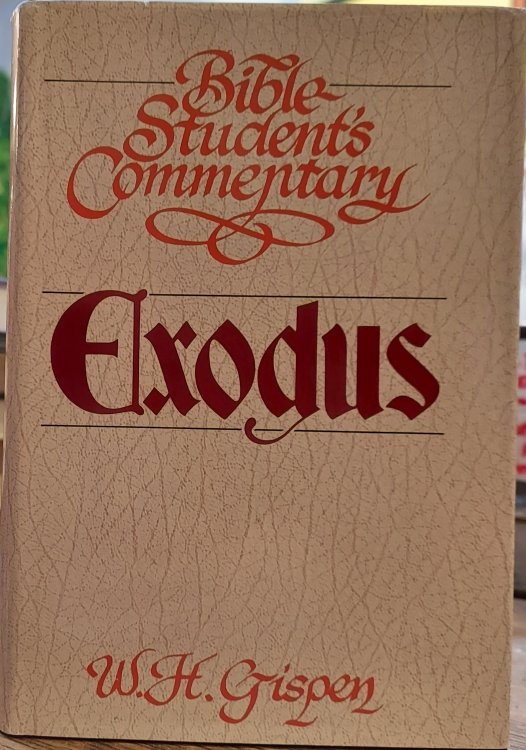 Bible
Student's
Commentary
Exodus
W.H. Gispen